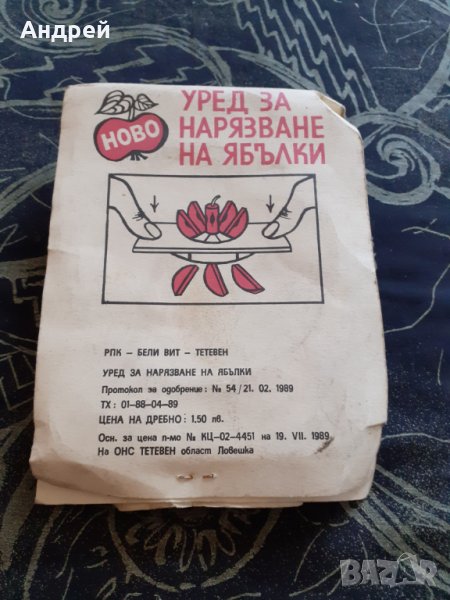 Андрей
НОВО
УРЕД ЗА
НАРЯЗВАНЕ
НА ЯБЪЛКИ
РПК – БЕЛИ ВИТ – ТЕТЕВЕН
УРЕД ЗА НАРЯЗВАНЕ НА ЯБЪЛКИ
Протокол за одобрение: № 54/21. 02. 1989
ТХ: 01-88-04-89
ЦЕНА НА ДРЕБНО: 1.50 лв.
Осн. за цена п-мо № КЦ-02-4451 на 19. VII. 1989
На ОНС ТЕТЕВЕН област Ловешка
BAZAR